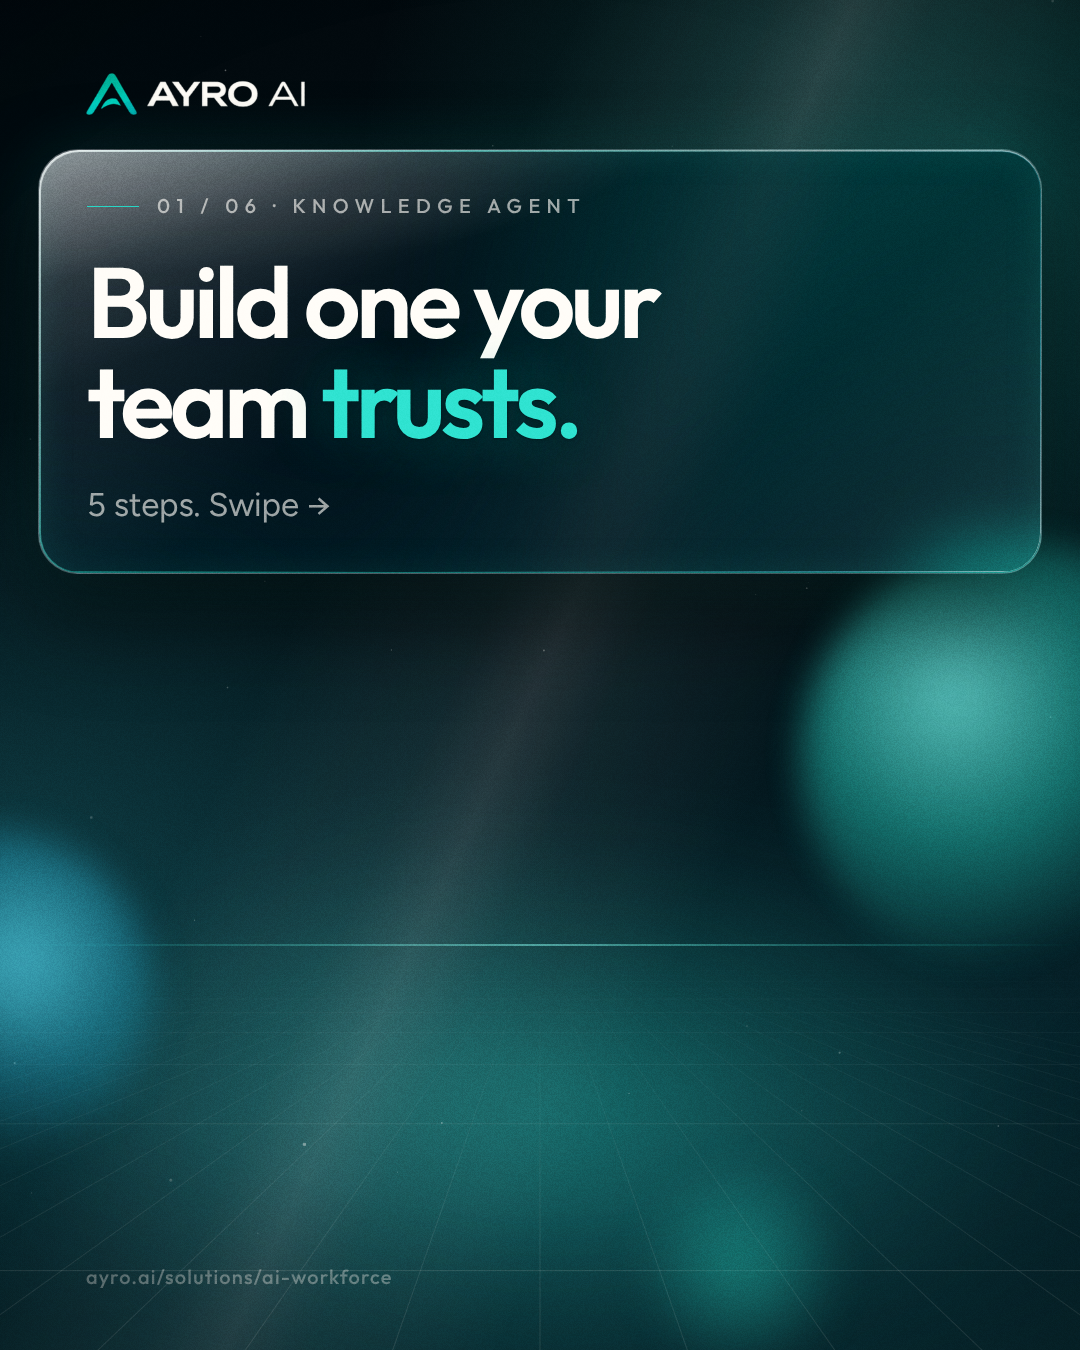 AYRO AI
01 / 06 · KNOWLEDGE AGENT
Build one your
team trusts.
5 steps. Swipe →
ayro.ai/solutions/ai-workforce